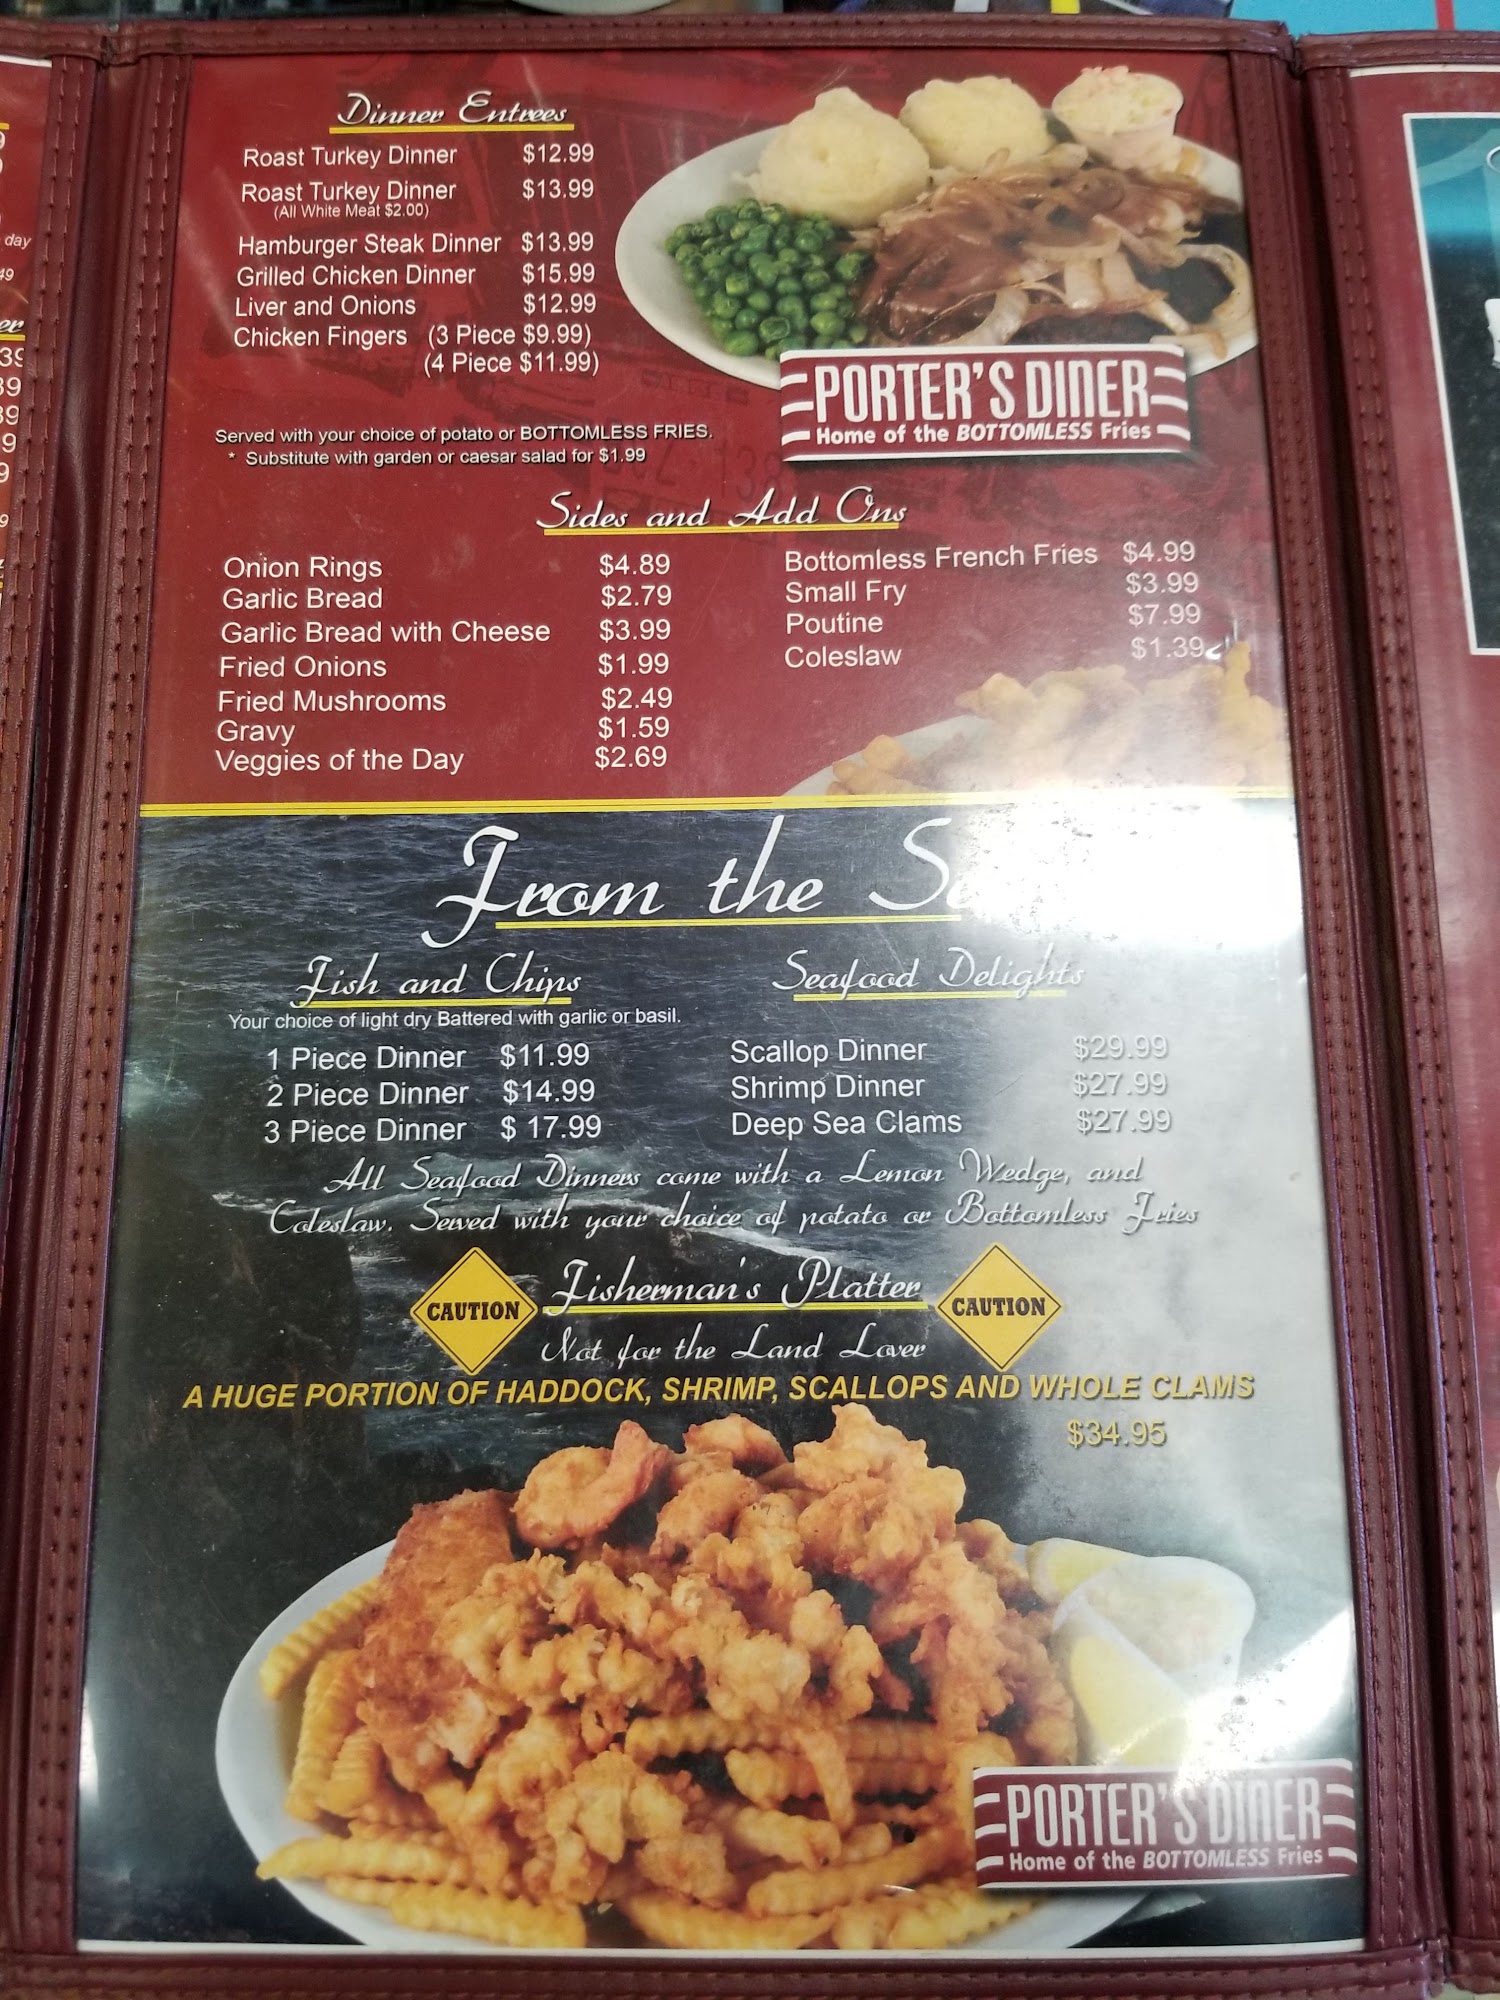 Dinner Entrees
Roast Turkey Dinner $12.99
Roast Turkey Dinner $13.99
(All White Meat $2.00)
Hamburger Steak Dinner $13.99
Grilled Chicken Dinner $15.99
Liver and Onions $12.99
Chicken Fingers (3 Piece $9.99)
(4 Piece $11.99)
PORTER'S DINER
Home of the BOTTOMLESS Fries
Served with your choice of potato or BOTTOMLESS FRIES.
* Substitute with garden or caesar salad for $1.99
Sides and Add Ons
Onion Rings $4.89
Garlic Bread $2.79
Garlic Bread with Cheese $3.99
Fried Onions $1.99
Fried Mushrooms $2.49
Gravy $1.59
Veggies of the Day $2.69
Bottomless French Fries $4.99
Small Fry $3.99
Poutine $7.99
Coleslaw $1.39
From the
Fish and Chips
Your choice of light dry Battered with garlic or basil.
1 Piece Dinner $11.99
2 Piece Dinner $14.99
3 Piece Dinner $ 17.99
Seafood Delights
Scallop Dinner $29.99
Shrimp Dinner $27.99
Deep Sea Clams $27.99
All Seafood Dinners come with a Lemon Wedge, and
Coleslaw. Served with your choice of potato or Bottomless Fries
CAUTION Fisherman's Platter CAUTION
Not for the Land Lover
A HUGE PORTION OF HADDOCK, SHRIMP, SCALLOPS AND WHOLE CLAMS
$34.95
PORTER'S DINER
Home of the BOTTOMLESS Fries
day